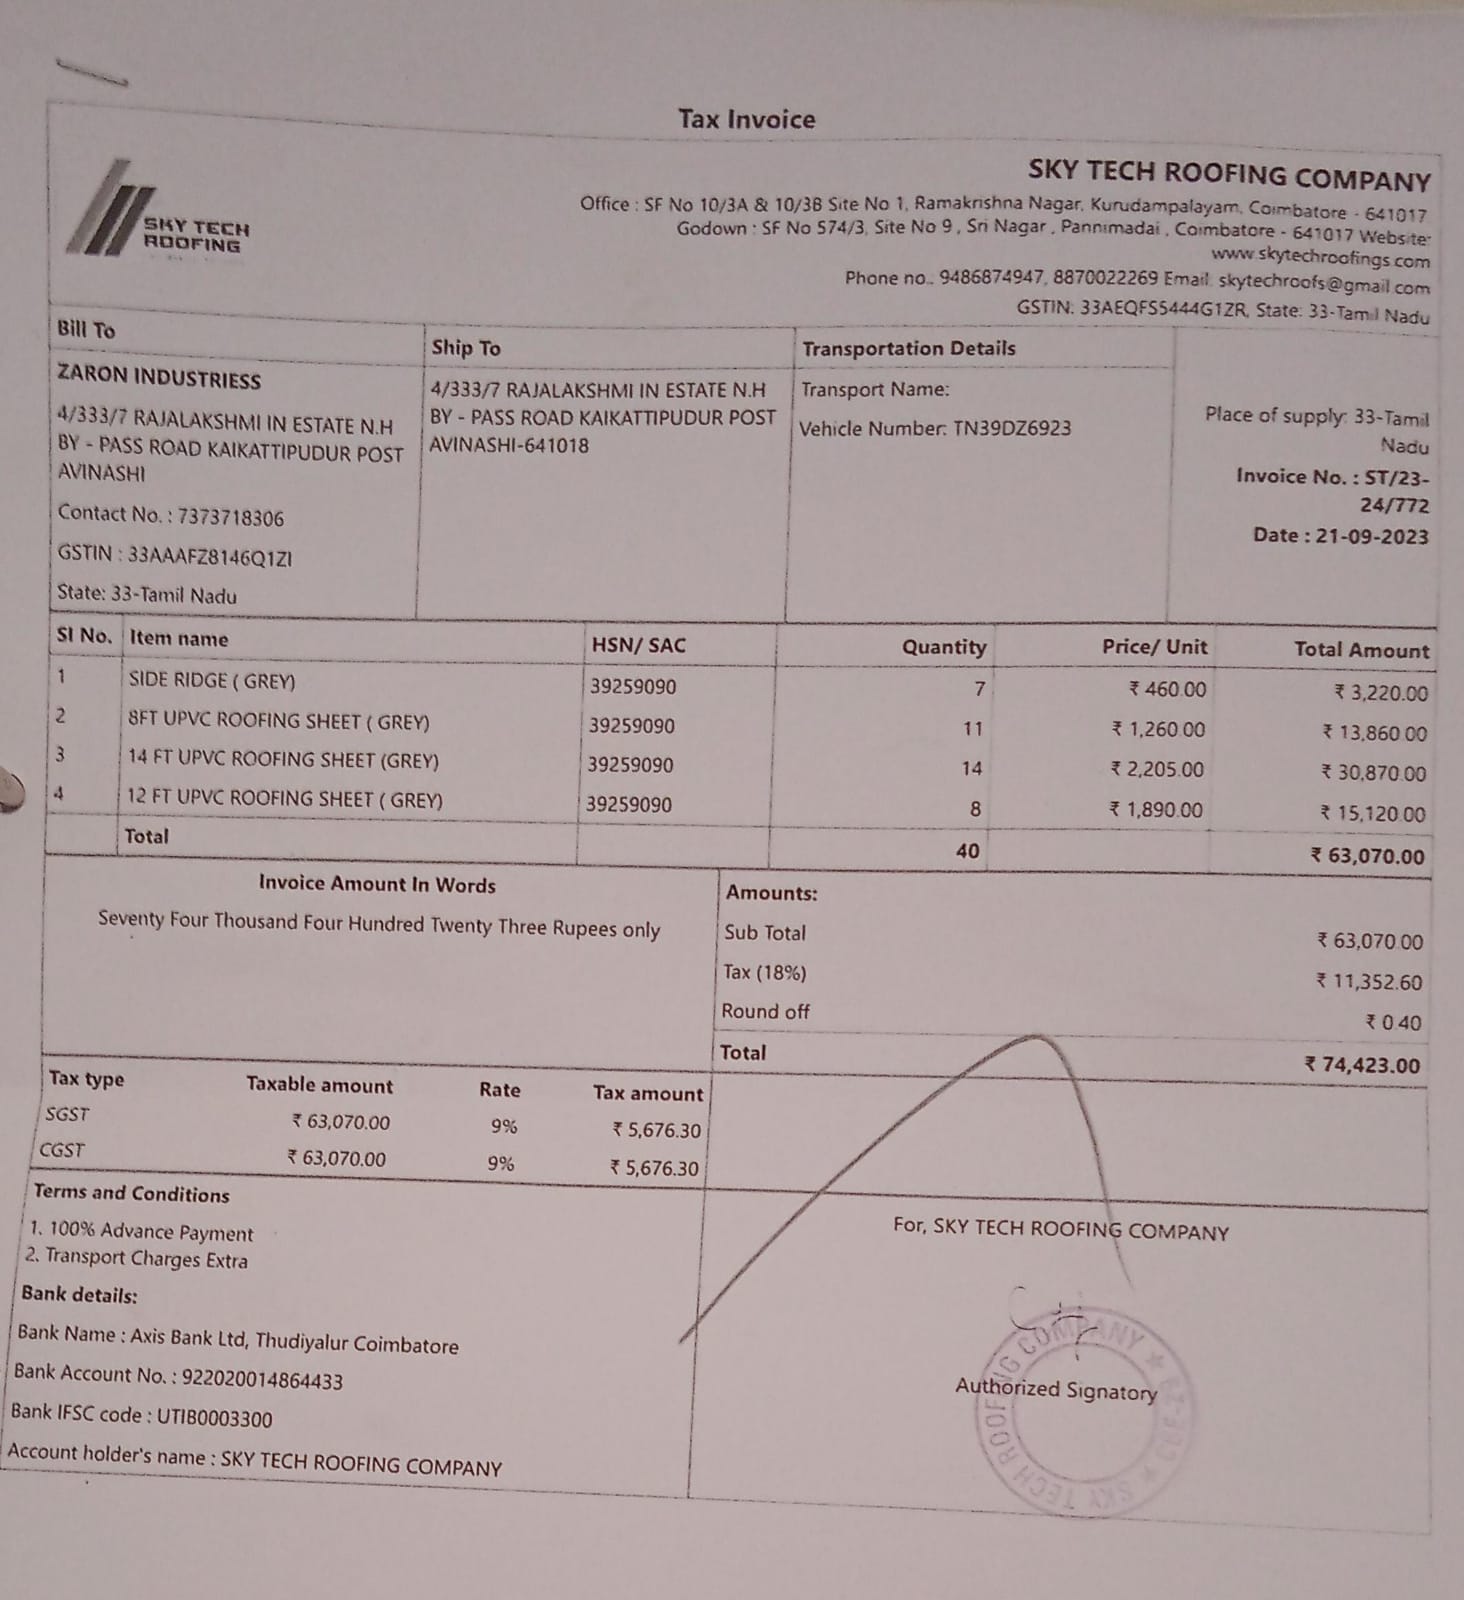 Tax Invoice
SKY TECH
ROOFING
SKY TECH ROOFING COMPANY
Office : SF No 10/3A & 10/3B Site No 1, Ramakrishna Nagar, Kurudampalayam, Coimbatore - 641017
Godown : SF No 574/3, Site No 9 , Sri Nagar , Pannimadai , Coimbatore - 641017 Website:
www.skytechroofings.com
Phone no.: 9486874947, 8870022269 Email: skytechroofs@gmail.com
GSTIN: 33AEQFS5444G1ZR, State: 33-Tamil Nadu
Bill To
ZARON INDUSTRIESS
4/333/7 RAJALAKSHMI IN ESTATE N.H
BY - PASS ROAD KAIKATTIPUDUR POST
AVINASHI
Contact No. : 7373718306
GSTIN : 33AAAFZ8146Q1ZI
State: 33-Tamil Nadu
Ship To
4/333/7 RAJALAKSHMI IN ESTATE N.H
BY - PASS ROAD KAIKATTIPUDUR POST
AVINASHI-641018
Transportation Details
Transport Name:
Vehicle Number: TN39DZ6923
Place of supply: 33-Tamil
Nadu
Invoice No. : ST/23-
24/772
Date : 21-09-2023
Sl No. Item name HSN/ SAC Quantity Price/ Unit Total Amount
1 SIDE RIDGE ( GREY) 39259090 7 ₹ 460.00 ₹ 3,220.00
2 8FT UPVC ROOFING SHEET ( GREY) 39259090 11 ₹ 1,260.00 ₹ 13,860.00
3 14 FT UPVC ROOFING SHEET (GREY) 39259090 14 ₹ 2,205.00 ₹ 30,870.00
4 12 FT UPVC ROOFING SHEET ( GREY) 39259090 8 ₹ 1,890.00 ₹ 15,120.00
Total 40 ₹ 63,070.00
Invoice Amount In Words
Seventy Four Thousand Four Hundred Twenty Three Rupees only
Amounts:
Sub Total ₹ 63,070.00
Tax (18%) ₹ 11,352.60
Round off ₹ 0.40
Total ₹ 74,423.00
Tax type Taxable amount Rate Tax amount
SGST ₹ 63,070.00 9% ₹ 5,676.30
CGST ₹ 63,070.00 9% ₹ 5,676.30
Terms and Conditions
1. 100% Advance Payment
2. Transport Charges Extra
Bank details:
Bank Name : Axis Bank Ltd, Thudiyalur Coimbatore
Bank Account No. : 922020014864433
Bank IFSC code : UTIB0003300
Account holder's name : SKY TECH ROOFING COMPANY
For, SKY TECH ROOFING COMPANY
Authorized Signatory
SKY TECH ROOFING COMPANY